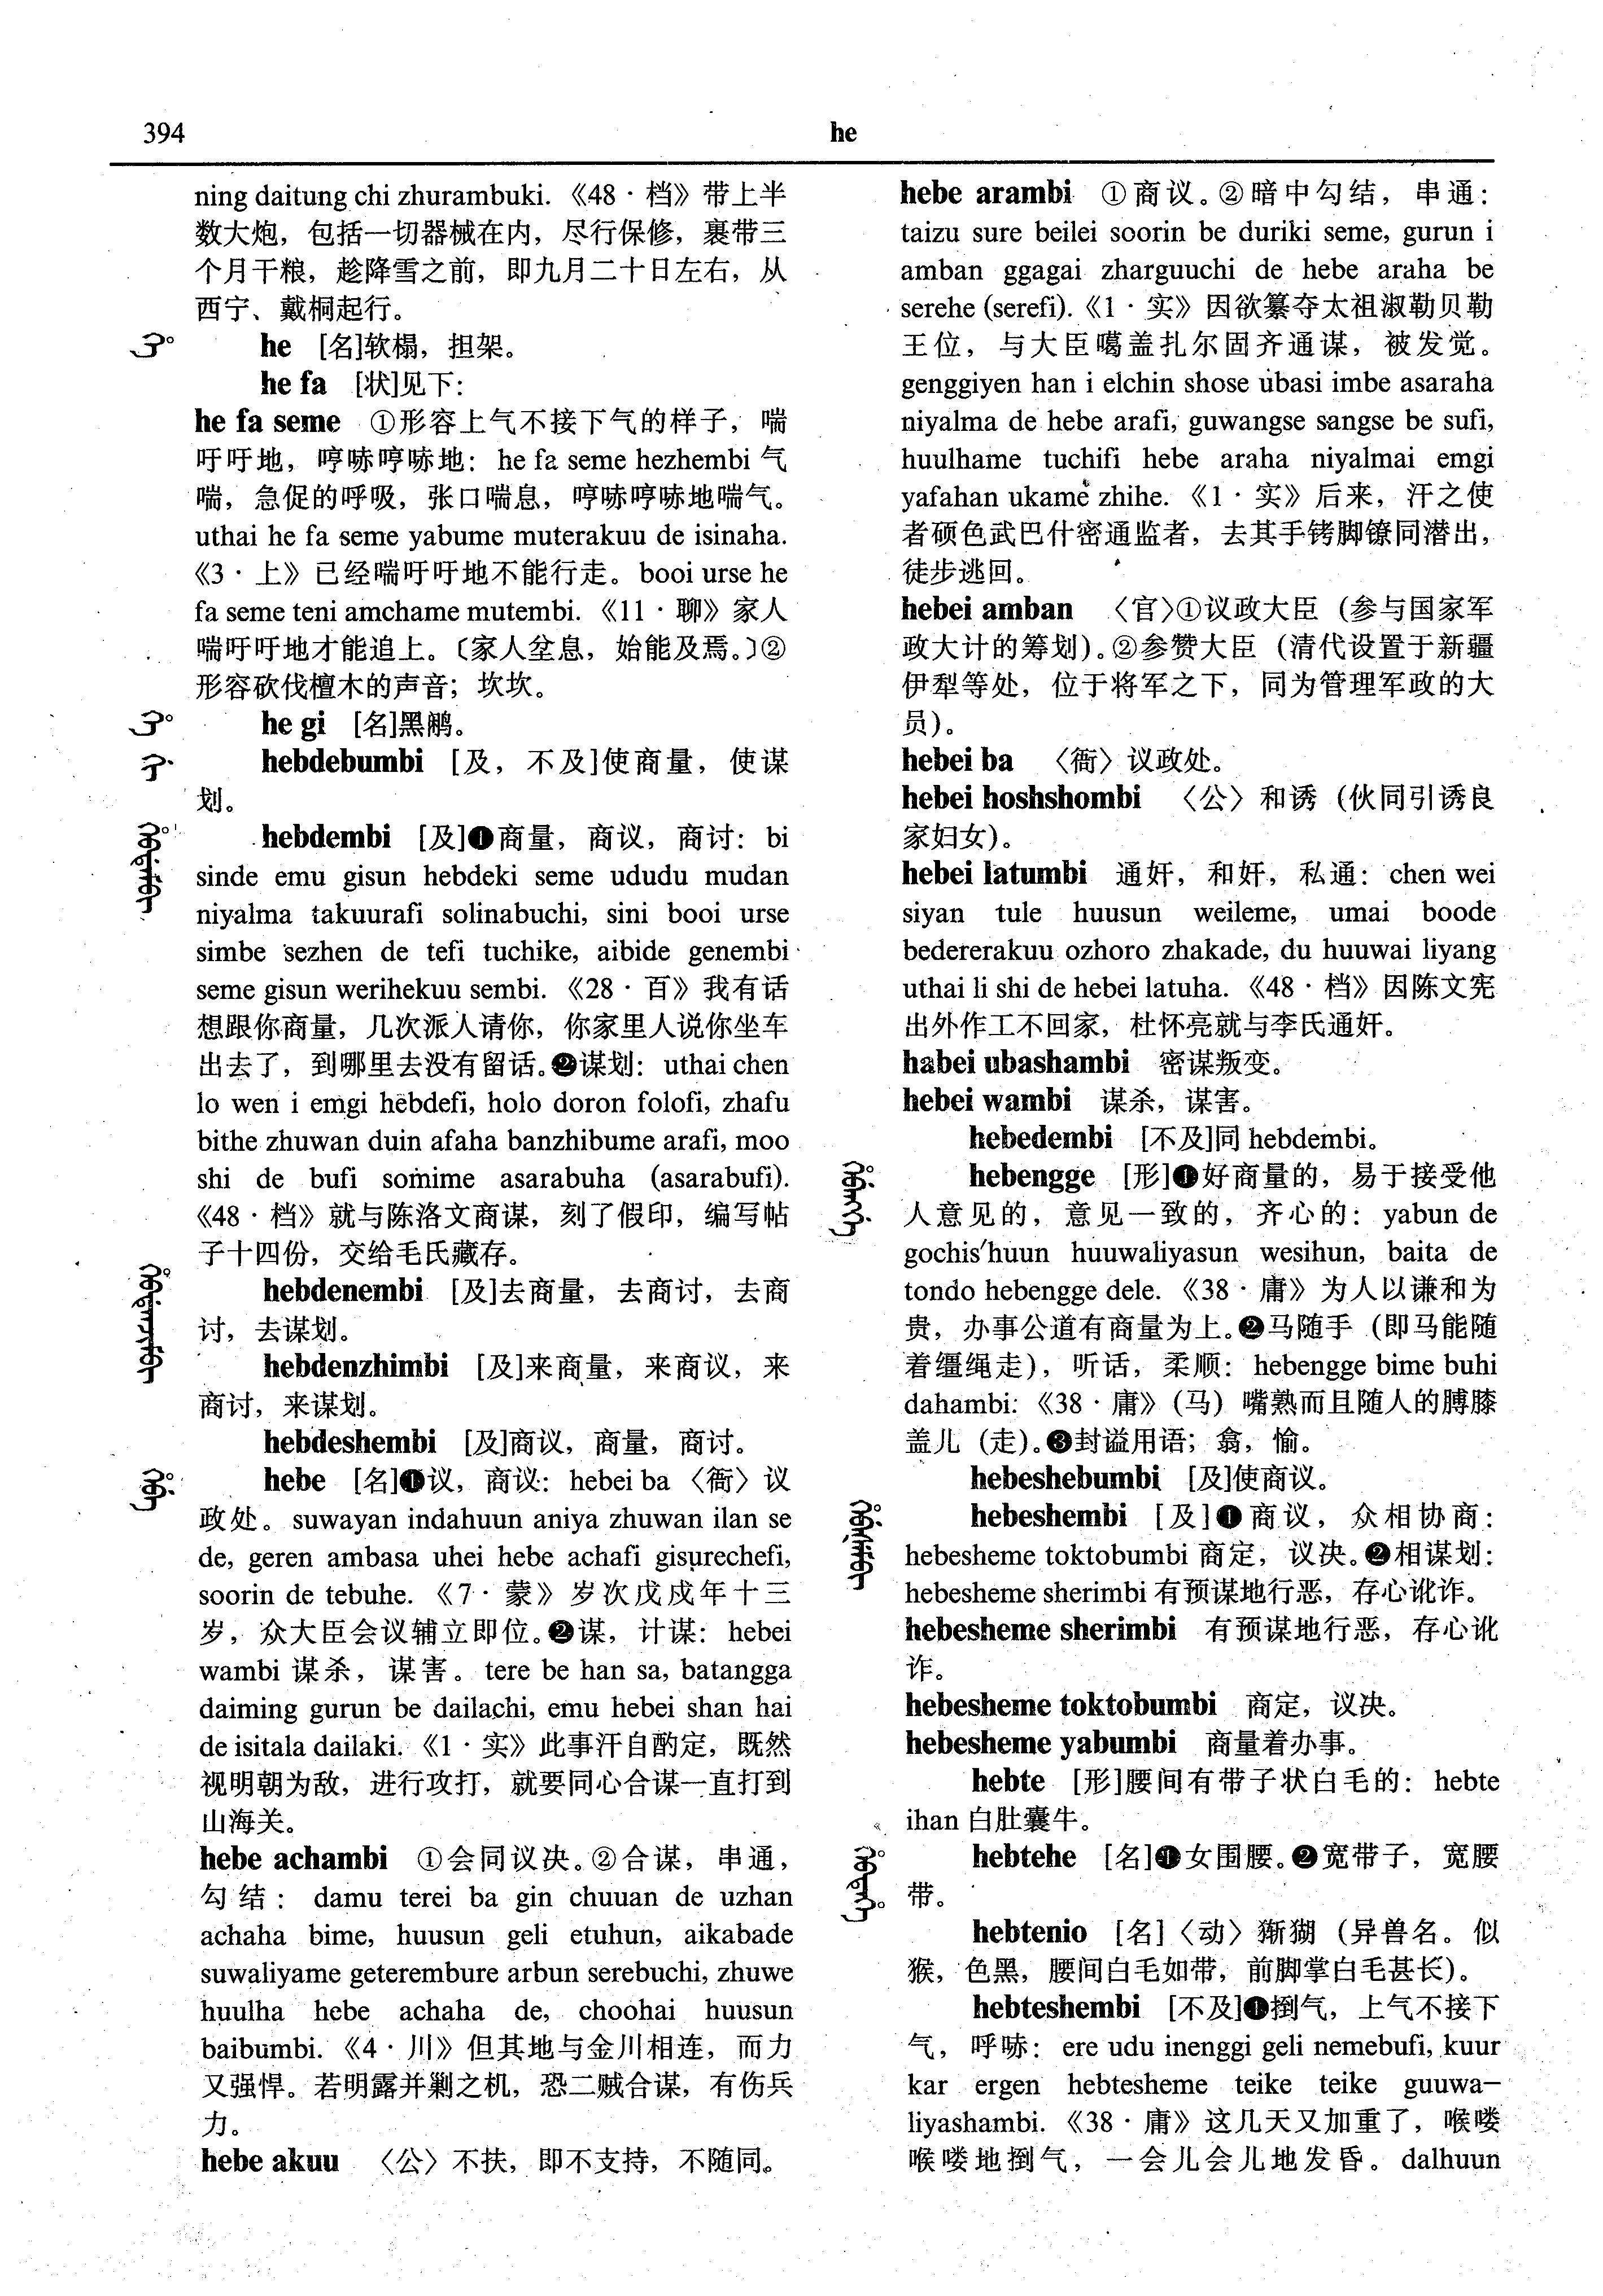 394
he
ning daitung chi zhurambuki.《48·档》带上半
数大炮，包括一切器械在内，尽行保修，裹带三
个月干粮，趁降雪之前，即九月二十日左右，从
西宁、戴桐起行。
he [名]软榻，担架。
he fa [状]见下：
he fa seme ①形容上气不接下气的样子，喘
吁吁地，哼哧哼哧地：he fa seme hezhembi 气
喘，急促的呼吸，张口喘息，哼哧哼哧地喘气。
uthai he fa seme yabume muterakuu de isinaha.
《3·上》已经喘吁吁地不能行走。booi urse he
fa seme teni amchame mutembi.《11·聊》家人
喘吁吁地才能追上。〔家人坌息，始能及焉。〕②
形容砍伐檀木的声音；坎坎。
he gi [名]黑鹇。
hebdebumbi [及，不及]使商量，使谋
划。
hebdembi [及]❶商量，商议，商讨：bi
sinde emu gisun hebdeki seme ududu mudan
niyalma takuurafi solinabuchi, sini booi urse
simbe sezhen de tefi tuchike, aibide genembi
seme gisun werihekuu sembi.《28·百》我有话
想跟你商量，几次派人请你，你家里人说你坐车
出去了，到哪里去没有留话。❷谋划：uthai chen
lo wen i emgi hebdefi, holo doron folofi, zhafu
bithe zhuwan duin afaha banzhibume arafi, moo
shi de bufi somime asarabuha (asarabufi).
《48·档》就与陈洛文商谋，刻了假印，编写帖
子十四份，交给毛氏藏存。
hebdenembi [及]去商量，去商讨，去商
讨，去谋划。
hebdenzhimbi [及]来商量，来商议，来
商讨，来谋划。
hebdeshembi [及]商议，商量，商讨。
hebe [名]❶议，商议：hebei ba〈衙〉议
政处。suwayan indahuun aniya zhuwan ilan se
de, geren ambasa uhei hebe achafi gisurechefi,
soorin de tebuhe.《7·蒙》岁次戊戌年十三
岁，众大臣会议辅立即位。❷谋，计谋：hebei
wambi 谋杀，谋害。tere be han sa, batangga
daiming gurun be dailachi, emu hebei shan hai
de isitala dailaki.《1·实》此事汗自酌定，既然
视明朝为敌，进行攻打，就要同心合谋一直打到
山海关。
hebe achambi ①会同议决。②合谋，串通，
勾结：damu terei ba gin chuuan de uzhan
achaha bime, huusun geli etuhun, aikabade
suwaliyame geterembure arbun serebuchi, zhuwe
huulha hebe achaha de, choohai huusun
baibumbi.《4·川》但其地与金川相连，而力
又强悍。若明露并剿之机，恐二贼合谋，有伤兵
力。
hebe akuu 〈公〉不扶，即不支持，不随同。
hebe arambi ①商议。②暗中勾结，串通：
taizu sure beilei soorin be duriki seme, gurun i
amban ggagai zharguuchi de hebe araha be
serehe (serefi).《1·实》因欲纂夺太祖淑勒贝勒
王位，与大臣噶盖扎尔固齐通谋，被发觉。
genggiyen han i elchin shose ubasi imbe asaraha
niyalma de hebe arafi, guwangse sangse be sufi,
huulhame tuchifi hebe araha niyalmai emgi
yafahan ukame zhihe.《1·实》后来，汗之使
者硕色武巴什密通监者，去其手铐脚镣同潜出，
徒步逃回。
hebei amban 〈官〉①议政大臣（参与国家军
政大计的筹划）。②参赞大臣（清代设置于新疆
伊犁等处，位于将军之下，同为管理军政的大
员）。
hebei ba 〈衙〉议政处。
hebei hoshshombi 〈公〉和诱（伙同引诱良
家妇女）。
hebei latumbi 通奸，和奸，私通：chen wei
siyan tule huusun weileme, umai boode
bedererakuu ozhoro zhakade, du huuwai liyang
uthai li shi de hebei latuha.《48·档》因陈文宪
出外作工不回家，杜怀亮就与李氏通奸。
habei ubashambi 密谋叛变。
hebei wambi 谋杀，谋害。
hebedembi [不及]同 hebdembi。
hebengge [形]❶好商量的，易于接受他
人意见的，意见一致的，齐心的：yabun de
gochis'huun huuwaliyasun wesihun, baita de
tondo hebengge dele.《38·庸》为人以谦和为
贵，办事公道有商量为上。❷马随手（即马能随
着缰绳走），听话，柔顺：hebengge bime buhi
dahambi:《38·庸》（马）嘴熟而且随人的膊膝
盖儿（走）。❸封谥用语；翕，愉。
hebeshebumbi [及]使商议。
hebeshembi [及]❶商议，众相协商：
hebesheme toktobumbi 商定，议决。❷相谋划：
hebesheme sherimbi 有预谋地行恶，存心讹诈。
hebesheme sherimbi 有预谋地行恶，存心讹
诈。
hebesheme toktobumbi 商定，议决。
hebesheme yabumbi 商量着办事。
hebte [形]腰间有带子状白毛的：hebte
ihan 白肚囊牛。
hebtehe [名]❶女围腰。❷宽带子，宽腰
带。
hebtenio [名]〈动〉獑猢（异兽名。似
猴，色黑，腰间白毛如带，前脚掌白毛甚长）。
hebteshembi [不及]❶捯气，上气不接下
气，呼哧：ere udu inenggi geli nemebufi, kuur
kar ergen hebtesheme teike teike guuwa-
liyashambi.《38·庸》这几天又加重了，喉喽
喉喽地捯气，一会儿会儿地发昏。dalhuun